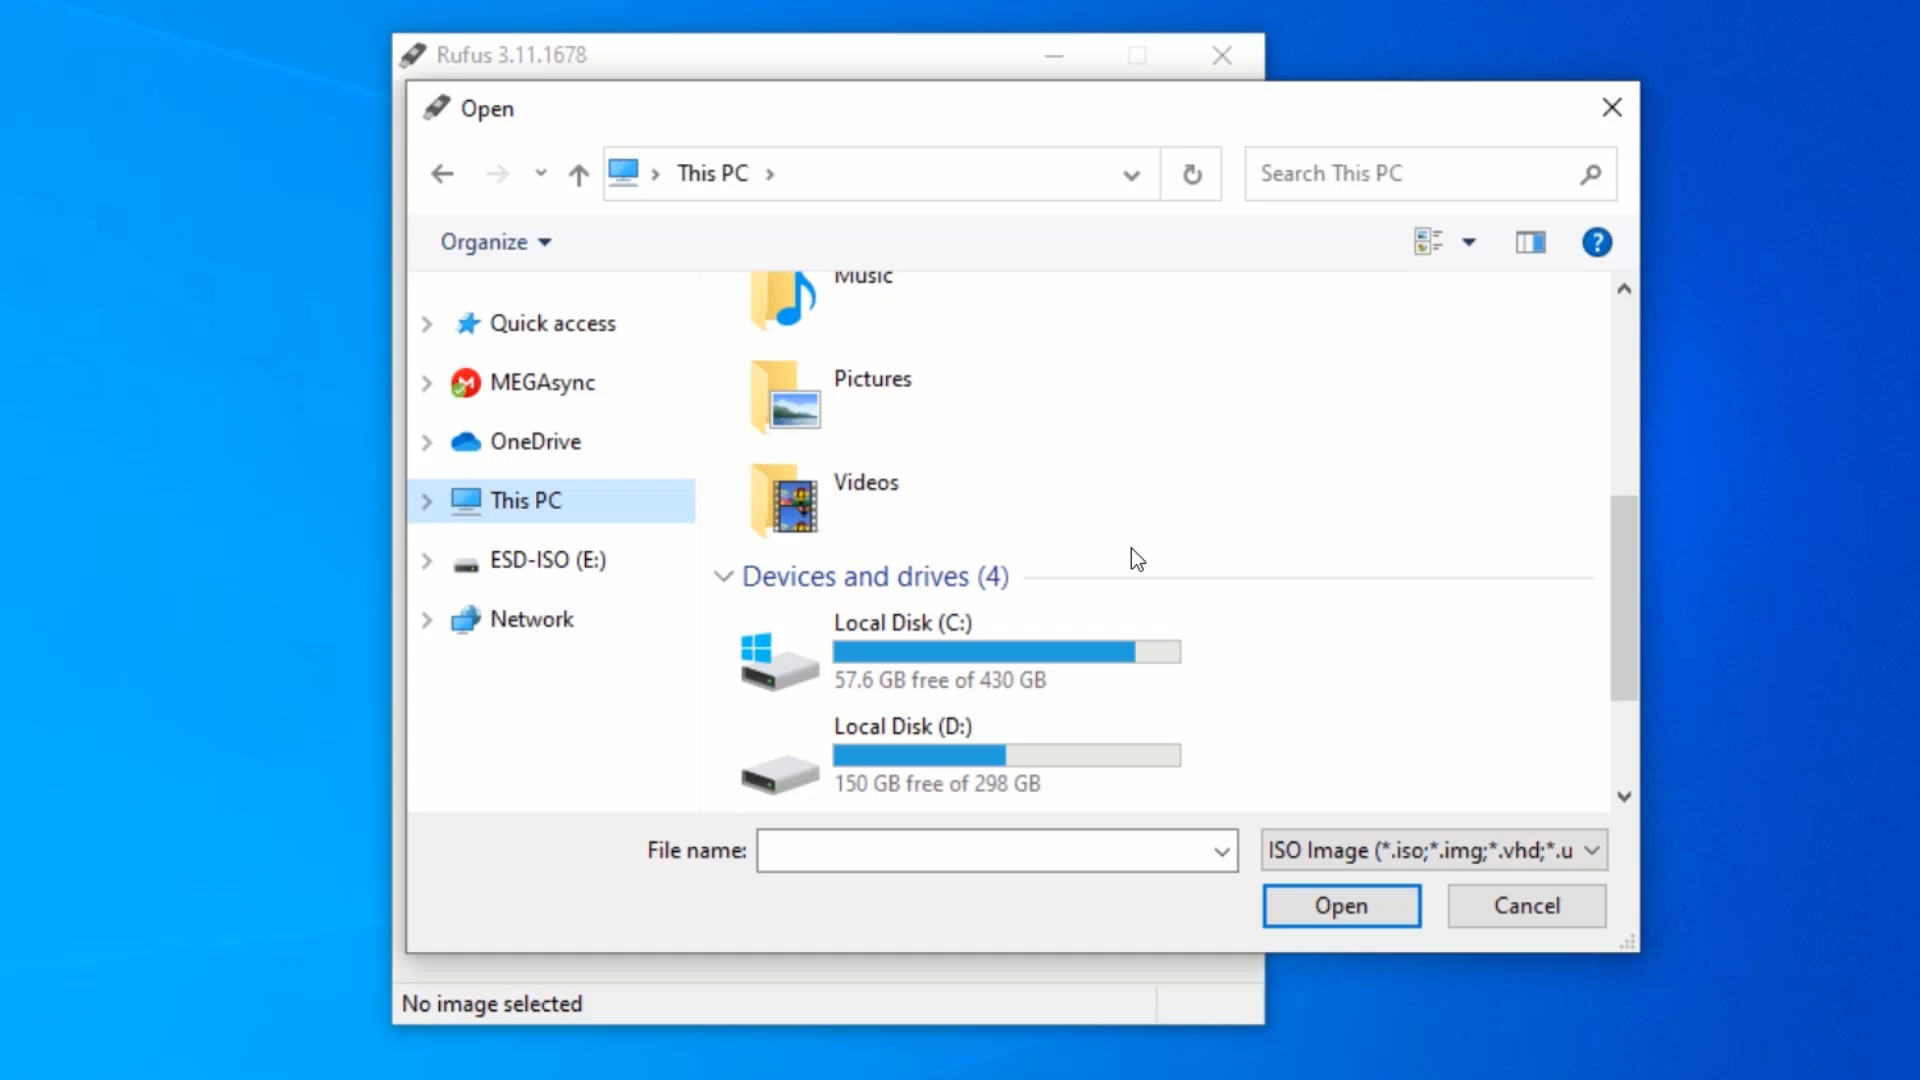 Rufus 3.11.1678
Open
This PC
Search This PC
Organize
?
Music
Quick access
Pictures
MEGAsync
OneDrive
Videos
This PC
ESD-ISO (E:)
Devices and drives (4)
Network
Local Disk (C:)
57.6 GB free of 430 GB
Local Disk (D:)
150 GB free of 298 GB
File name:
ISO Image (*.iso;*.img;*.vhd;*.u
Open
Cancel
No image selected